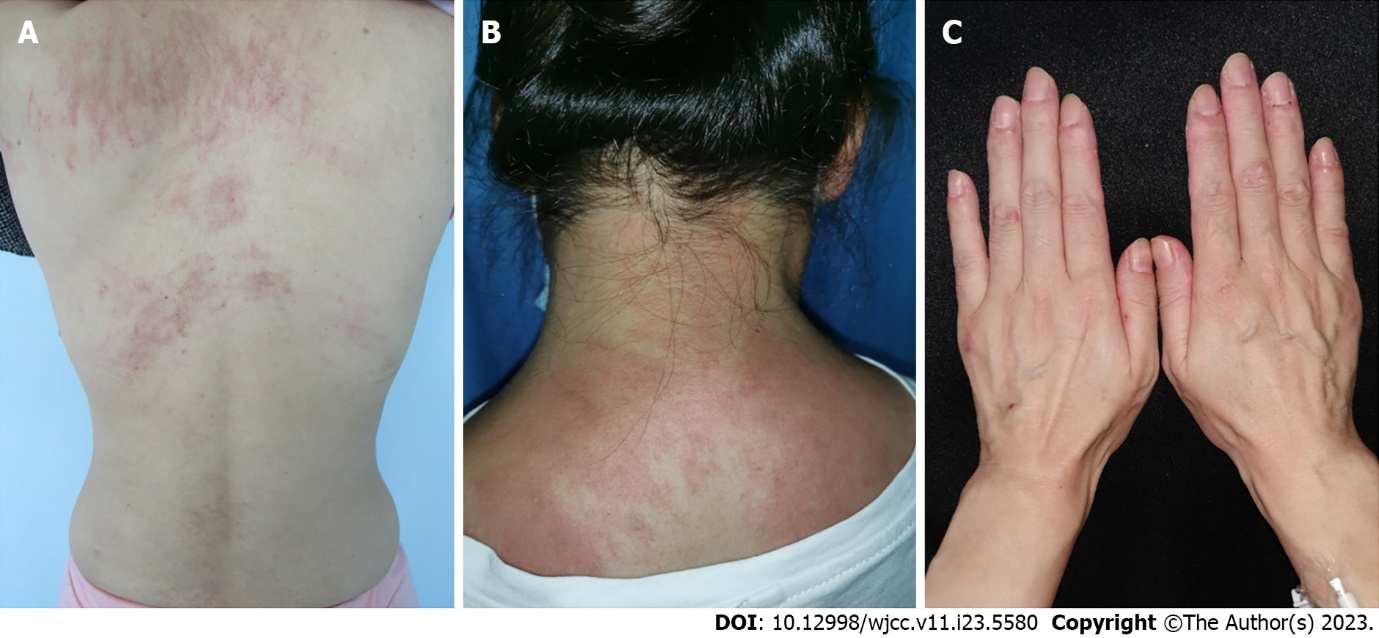 A
B
C
DOI: 10.12998/wjcc.v11.i23.5580 Copyright ©The Author(s) 2023.